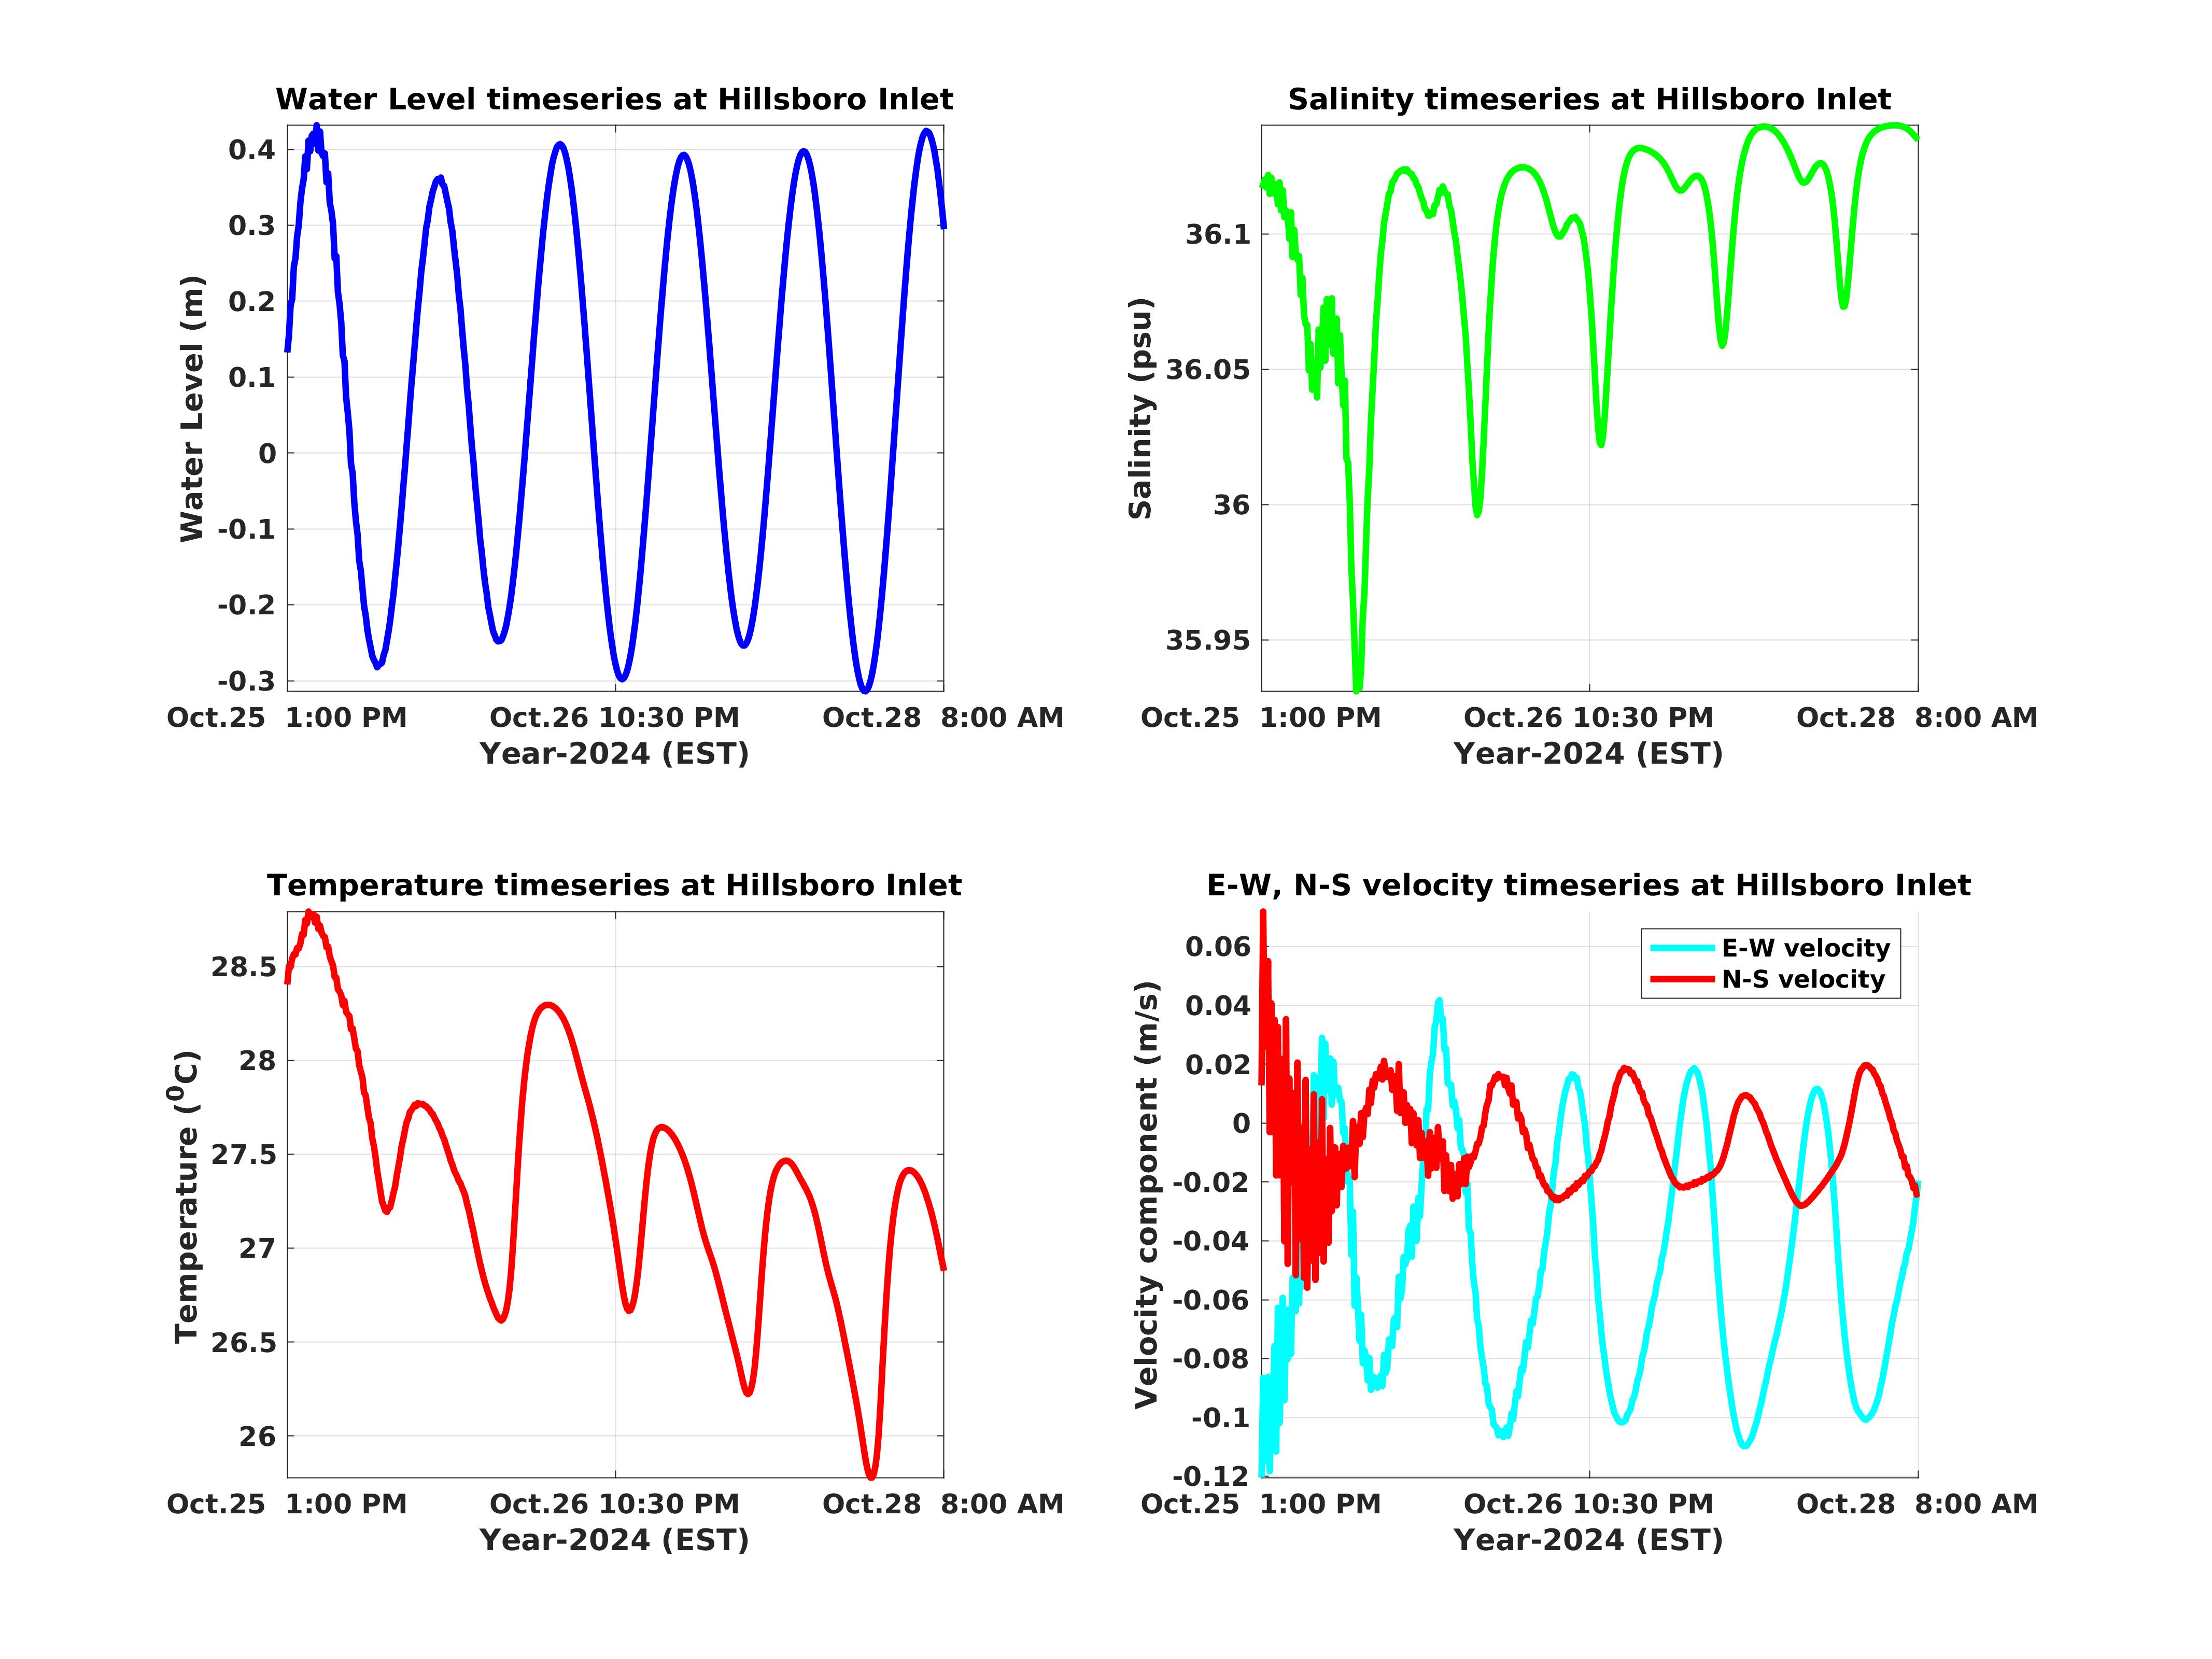 Water Level timeseries at Hillsboro Inlet
0.4
0.3
0.2
0.1
0
-0.1
-0.2
-0.3
Water Level (m)
Oct.25 1:00 PM
Oct.26 10:30 PM
Oct.28 8:00 AM
Year-2024 (EST)
Salinity timeseries at Hillsboro Inlet
36.1
36.05
36
35.95
Salinity (psu)
Oct.25 1:00 PM
Oct.26 10:30 PM
Oct.28 8:00 AM
Year-2024 (EST)
Temperature timeseries at Hillsboro Inlet
28.5
28
27.5
27
26.5
26
Temperature (⁰C)
Oct.25 1:00 PM
Oct.26 10:30 PM
Oct.28 8:00 AM
Year-2024 (EST)
E-W, N-S velocity timeseries at Hillsboro Inlet
E-W velocity
N-S velocity
0.06
0.04
0.02
0
-0.02
-0.04
-0.06
-0.08
-0.1
-0.12
Velocity component (m/s)
Oct.25 1:00 PM
Oct.26 10:30 PM
Oct.28 8:00 AM
Year-2024 (EST)